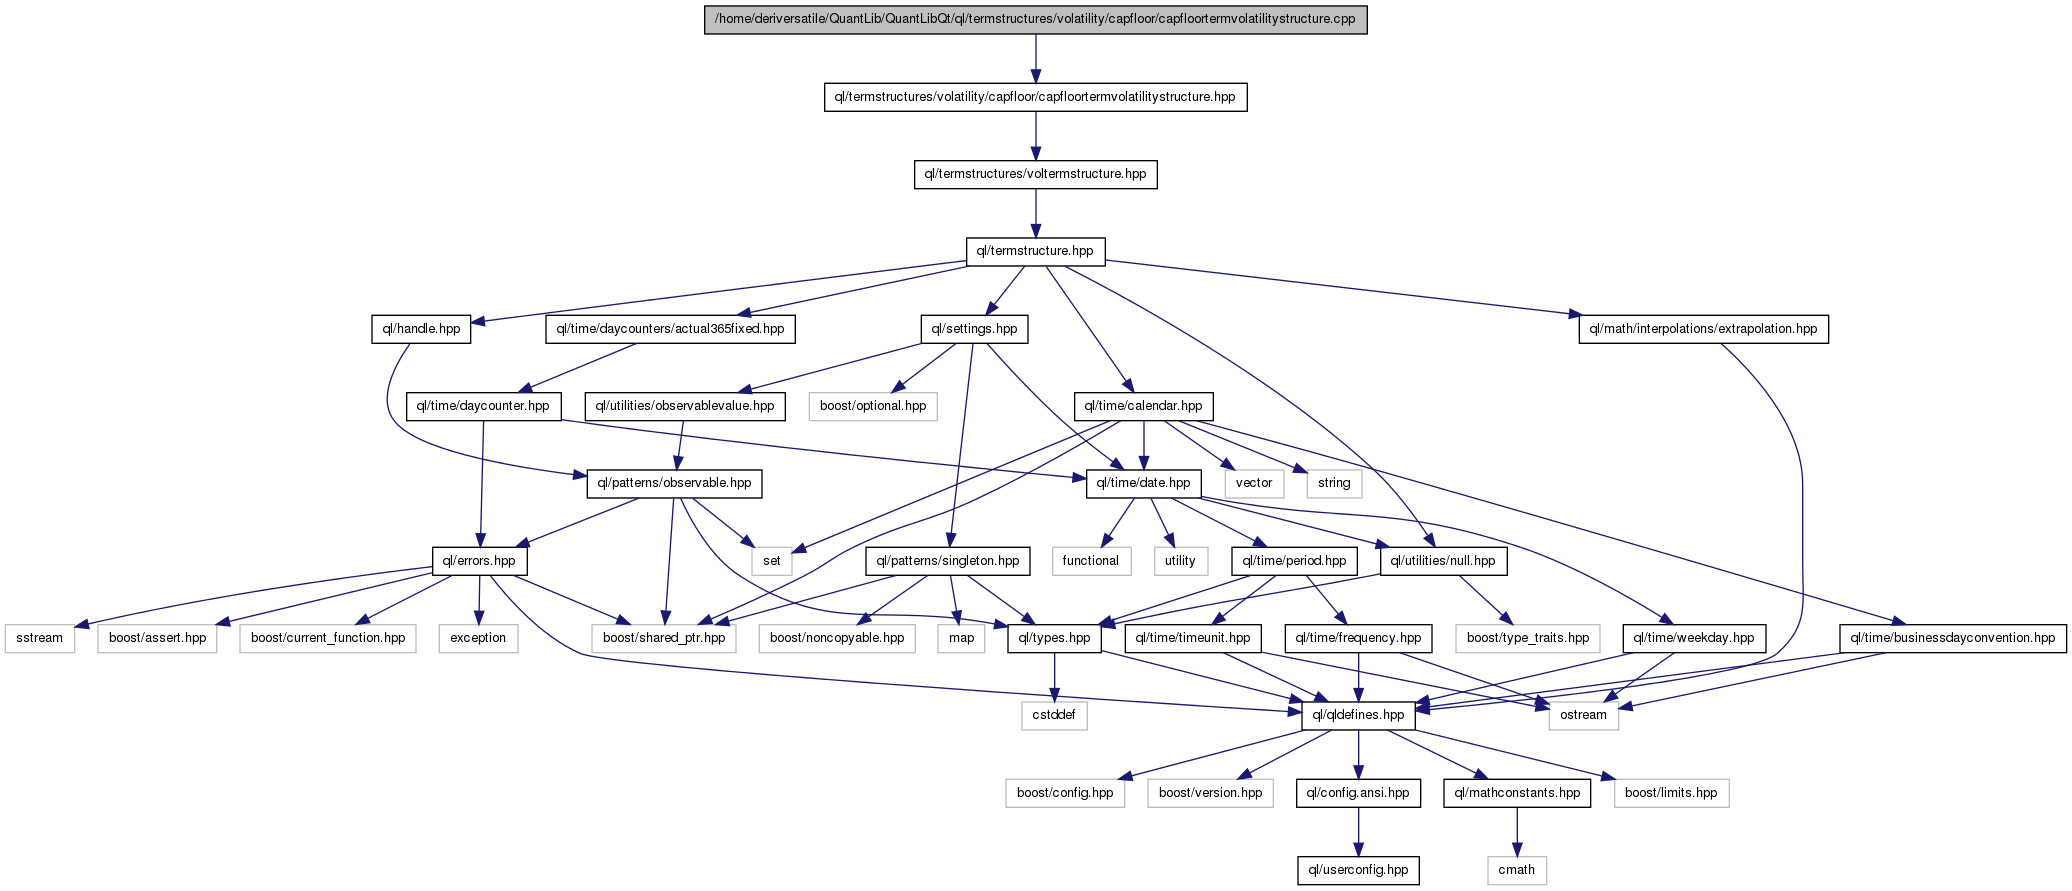 /home/deriversatile/QuantLib/QuantLibQt/ql/termstructures/volatility/capfloor/capfloortermvolatilitystructure.cpp
ql/termstructures/volatility/capfloor/capfloortermvolatilitystructure.hpp
ql/termstructures/voltermstructure.hpp
ql/termstructure.hpp
ql/handle.hpp
ql/time/daycounters/actual365fixed.hpp
ql/settings.hpp
ql/math/interpolations/extrapolation.hpp
ql/time/daycounter.hpp
ql/utilities/observablevalue.hpp
boost/optional.hpp
ql/time/calendar.hpp
ql/patterns/observable.hpp
ql/time/date.hpp
vector
string
ql/errors.hpp
set
ql/patterns/singleton.hpp
functional
utility
ql/time/period.hpp
ql/utilities/null.hpp
sstream
boost/assert.hpp
boost/current_function.hpp
exception
boost/shared_ptr.hpp
boost/noncopyable.hpp
map
ql/types.hpp
ql/time/timeunit.hpp
ql/time/frequency.hpp
boost/type_traits.hpp
ql/time/weekday.hpp
ql/time/businessdayconvention.hpp
cstddef
ql/qldefines.hpp
ostream
boost/config.hpp
boost/version.hpp
ql/config.ansi.hpp
ql/mathconstants.hpp
boost/limits.hpp
ql/userconfig.hpp
cmath